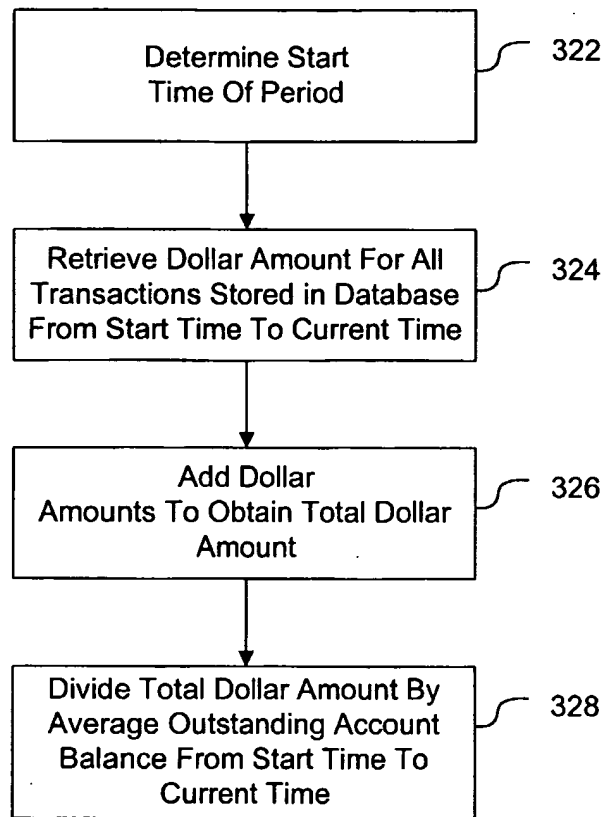 Determine Start
Time Of Period
322
Retrieve Dollar Amount For All
Transactions Stored in Database
From Start Time To Current Time
324
Add Dollar
Amounts To Obtain Total Dollar
Amount
326
Divide Total Dollar Amount By
Average Outstanding Account
Balance From Start Time To
Current Time
328